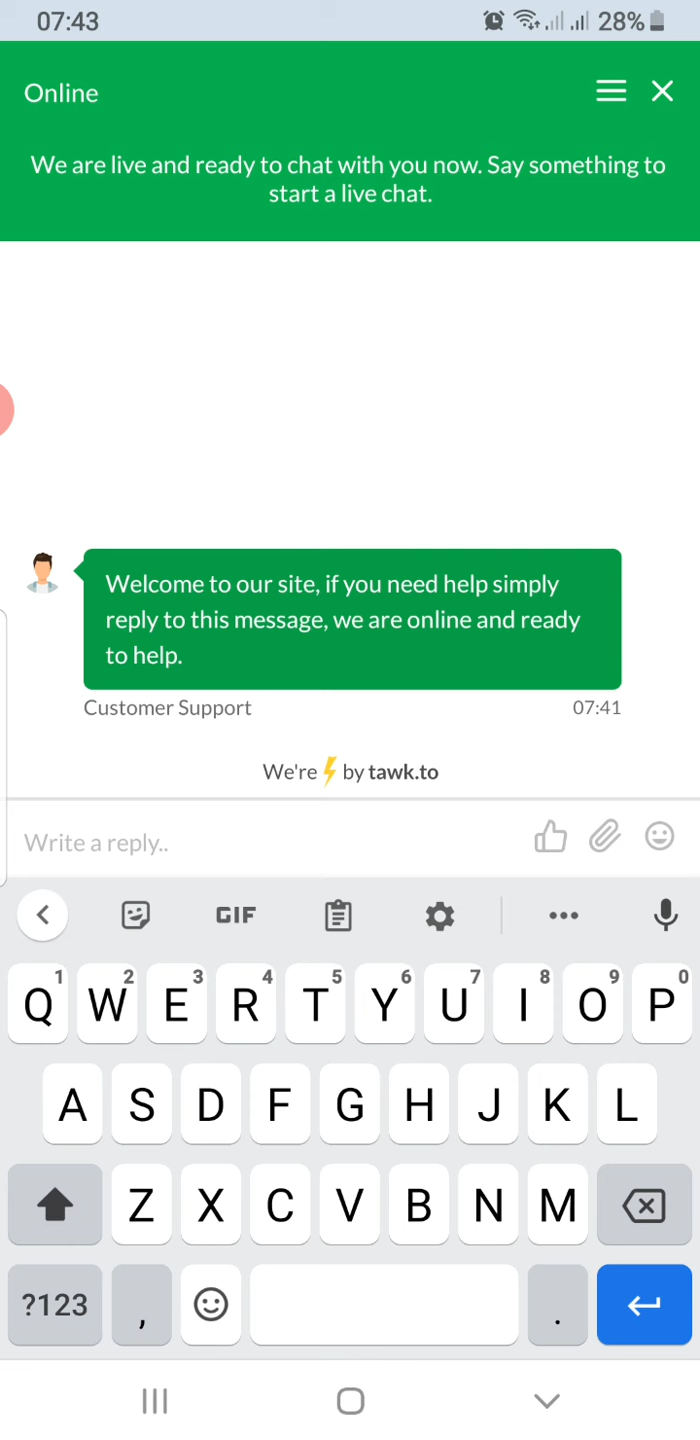 07:43
28%
Online
We are live and ready to chat with you now. Say something to
start a live chat.
Welcome to our site, if you need help simply
reply to this message, we are online and ready
to help.
Customer Support 07:41
We're by tawk.to
Write a reply..
GIF
1 2 3 4 5 6 7 8 9 0
Q W E R T Y U I O P
A S D F G H J K L
Z X C V B N M
?123 , .